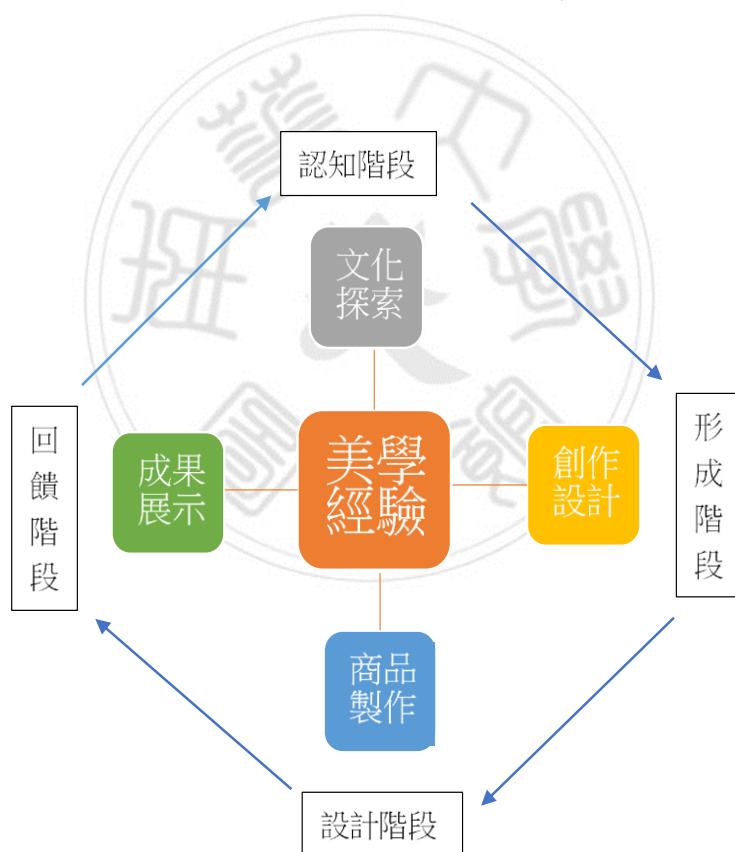 認知階段
文化
探索
回饋階段
成果
展示
美學
經驗
創作
設計
形成階段
商品
製作
設計階段